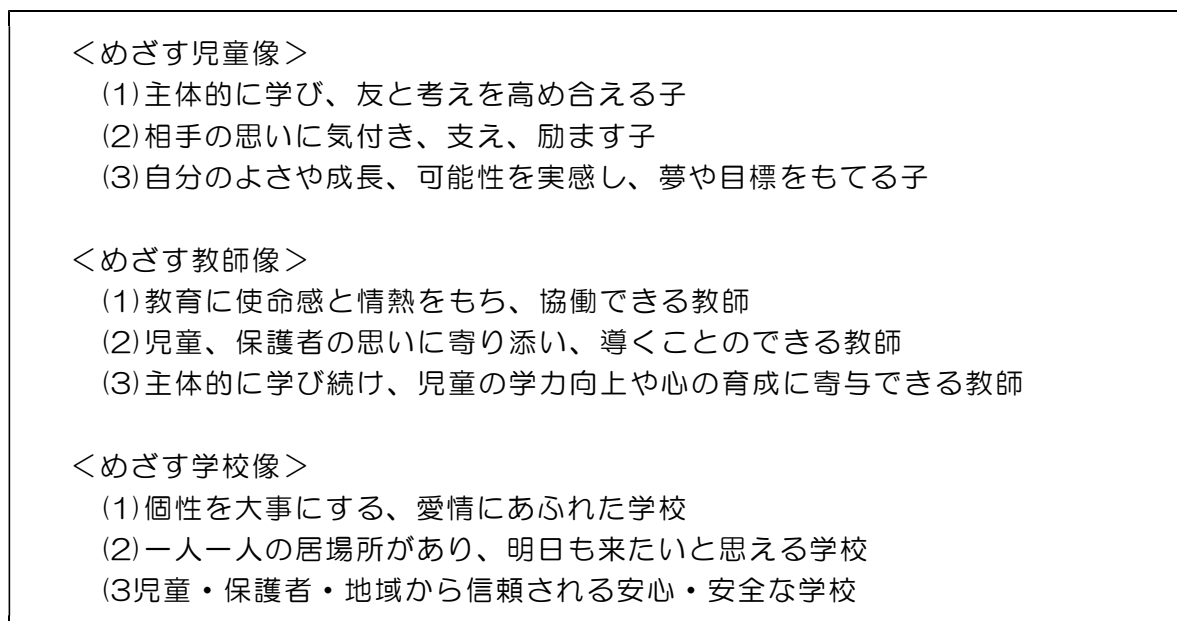 ＜めざす児童像＞
(1)主体的に学び、友と考えを高め合える子
(2)相手の思いに気付き、支え、励ます子
(3)自分のよさや成長、可能性を実感し、夢や目標をもてる子
＜めざす教師像＞
(1)教育に使命感と情熱をもち、協働できる教師
(2)児童、保護者の思いに寄り添い、導くことのできる教師
(3)主体的に学び続け、児童の学力向上や心の育成に寄与できる教師
＜めざす学校像＞
(1)個性を大事にする、愛情にあふれた学校
(2)一人一人の居場所があり、明日も来たいと思える学校
(3児童・保護者・地域から信頼される安心・安全な学校